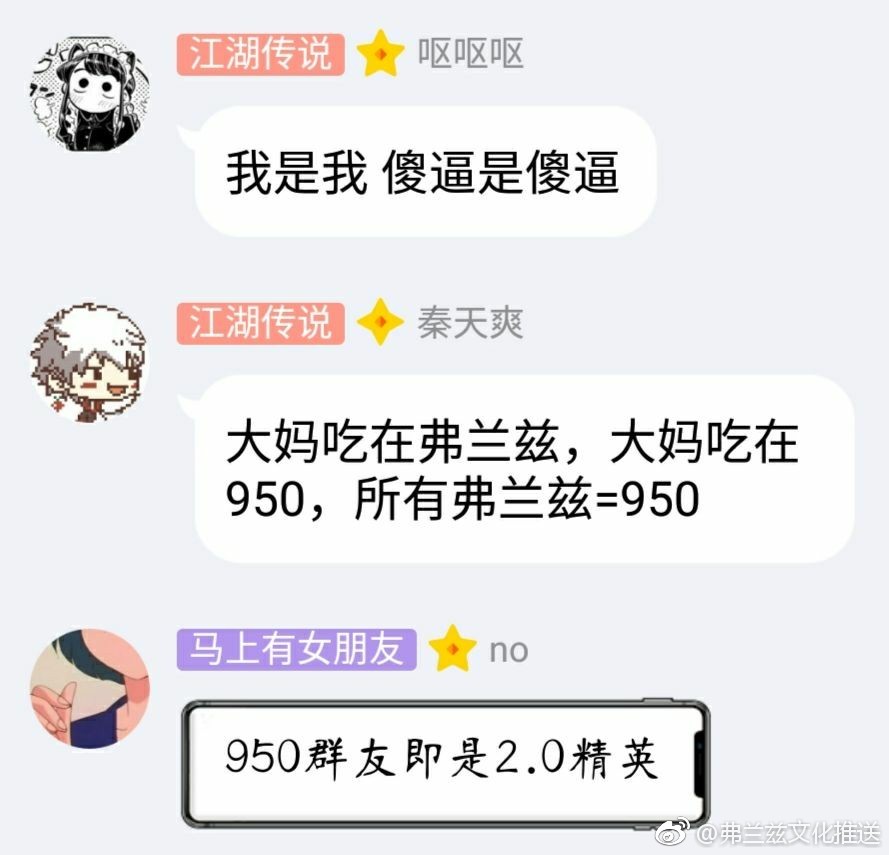 江湖传说 呕呕呕
我是我 傻逼是傻逼
江湖传说 秦天爽
大妈吃在弗兰兹，大妈吃在
950，所有弗兰兹=950
马上有女朋友 no
950群友即是2.0精英
@弗兰兹文化推送